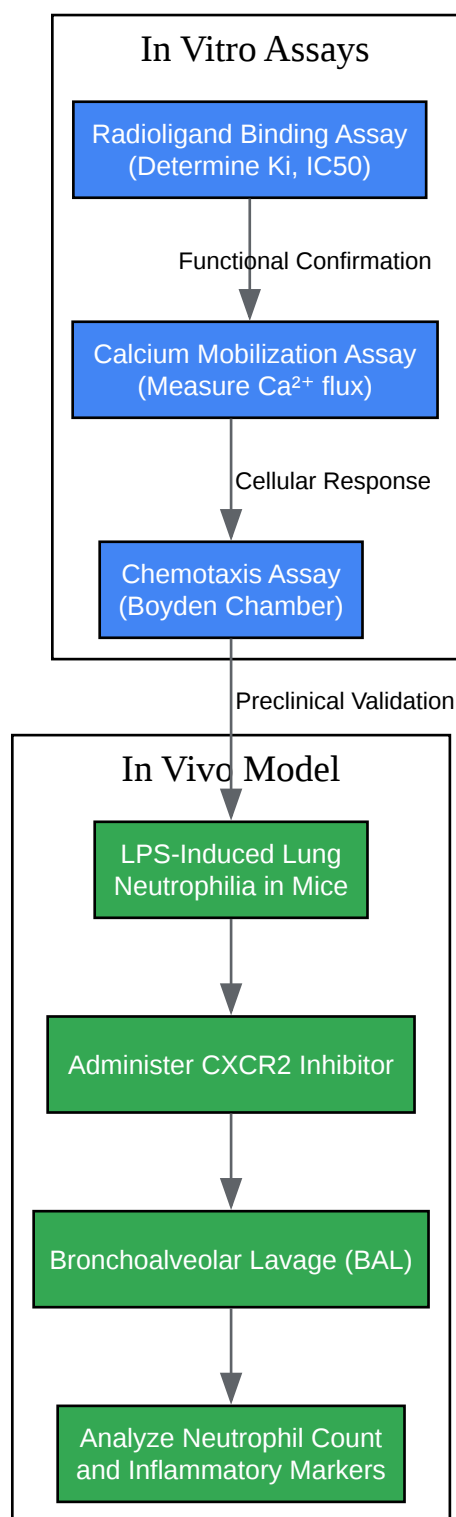 In Vitro Assays
Radioligand Binding Assay
(Determine Ki, IC50)
Functional Confirmation
Calcium Mobilization Assay
(Measure Ca²⁺ flux)
Cellular Response
Chemotaxis Assay
(Boyden Chamber)
Preclinical Validation
In Vivo Model
LPS-Induced Lung
Neutrophilia in Mice
Administer CXCR2 Inhibitor
Bronchoalveolar Lavage (BAL)
Analyze Neutrophil Count
and Inflammatory Markers